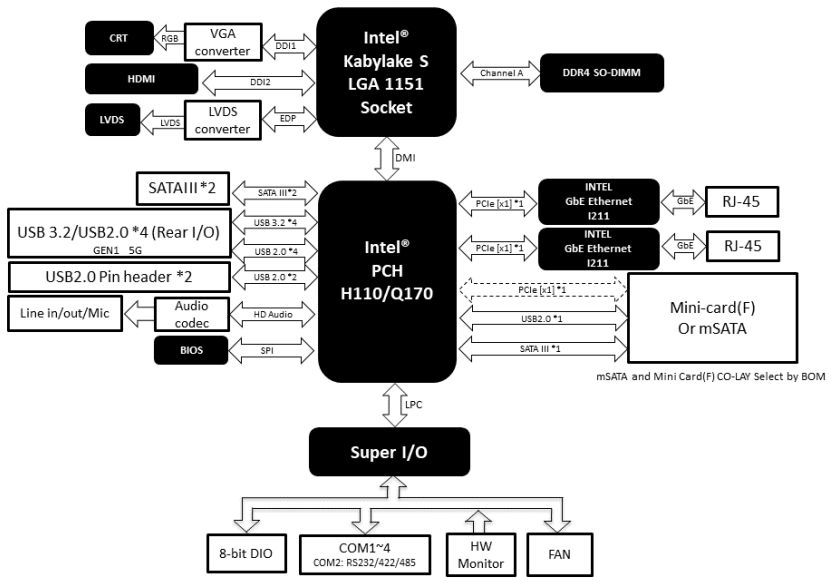 CRT
RGB
VGA
converter
DDI1
Intel®
Kabylake S
LGA 1151
Socket
HDMI
DDI2
Channel A
DDR4 SO-DIMM
LVDS
LVDS
LVDS
converter
EDP
DMI
SATAIII *2
SATA III*2
USB 3.2/USB2.0 *4 (Rear I/O)
GEN1 5G
USB 3.2 *4
USB 2.0 *4
USB2.0 Pin header *2
USB 2.0 *2
Line in/out/Mic
Audio
codec
HD Audio
BIOS
SPI
Intel®
PCH
H110/Q170
PCIe [x1] *1
INTEL
GbE Ethernet
I211
GbE
RJ-45
PCIe [x1] *1
INTEL
GbE Ethernet
I211
GbE
RJ-45
PCIe [x1] *1
USB2.0 *1
SATA III *1
Mini-card(F)
Or mSATA
mSATA and Mini Card(F) CO-LAY Select by BOM
LPC
Super I/O
8-bit DIO
COM1~4
COM2: RS232/422/485
HW
Monitor
FAN